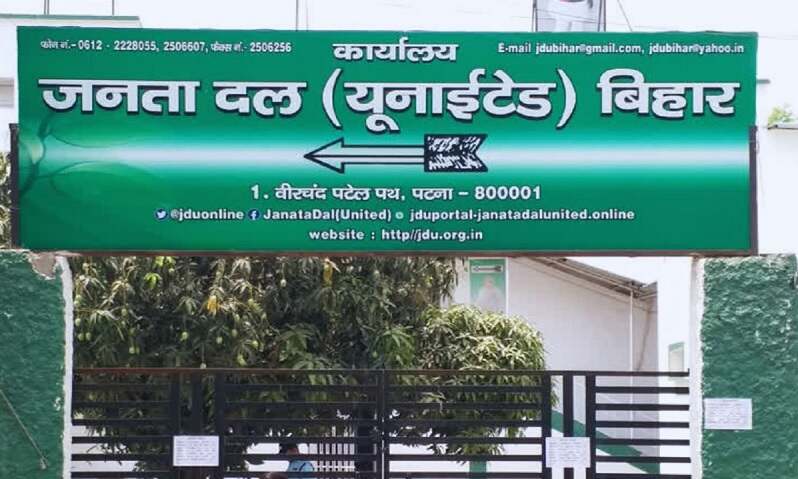 फोन नं.-0612 - 2228055, 2506607, फैक्स नं.- 2506256
कार्यालय
E-mail jdubihar@gmail.com, jdubihar@yahoo.in
जनता दल (यूनाईटेड) बिहार
1. वीरचंद पटेल पथ, पटना - 800001
@jduonline JanataDal(United) jduportal-janatadalunited.online
website : http//jdu.org.in